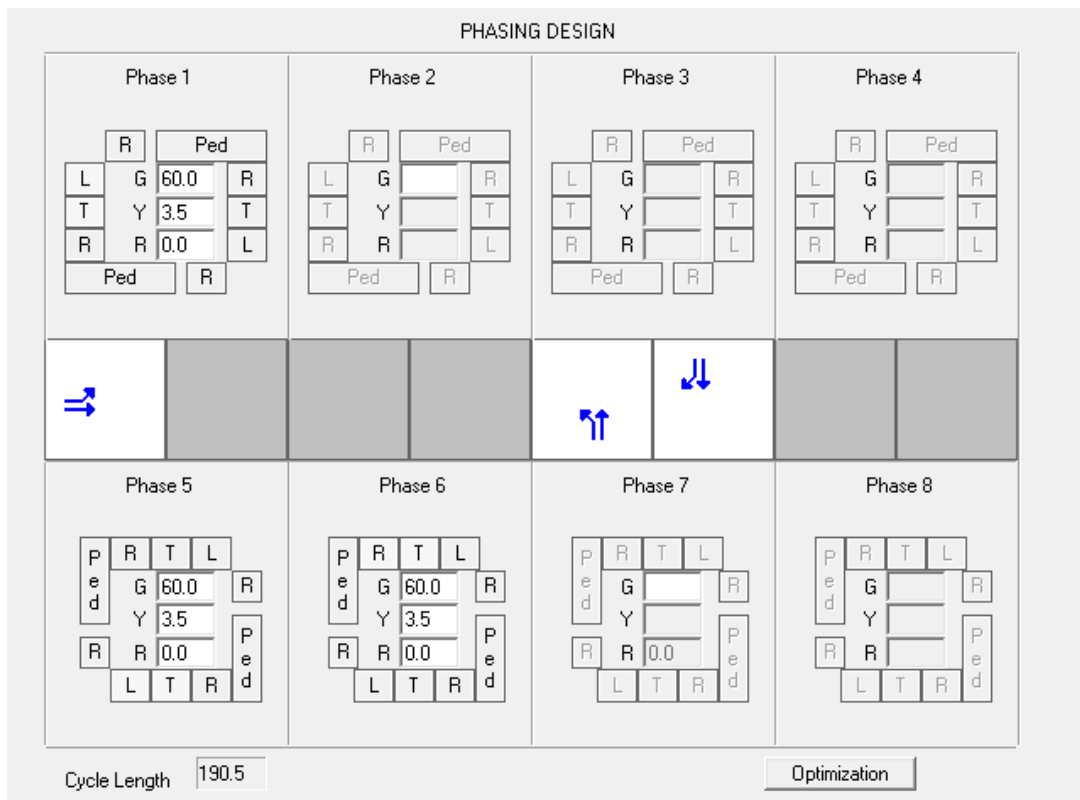 PHASING DESIGN
Phase 1 Phase 2 Phase 3 Phase 4
R Ped R Ped R Ped R Ped
L G 60.0 R L G R L G R L G R
T Y 3.5 T T Y T T Y T T Y T
R R 0.0 L R R L R R L R R L
Ped R Ped R Ped R Ped R
Phase 5 Phase 6 Phase 7 Phase 8
Ped R T L Ped R T L Ped R T L Ped R T L
G 60.0 R G 60.0 R G R G R
Y 3.5 Y 3.5 Y Y
R R 0.0 Ped R R 0.0 Ped R R 0.0 Ped R R Ped
L T R L T R L T R L T R
Cycle Length 190.5 Optimization